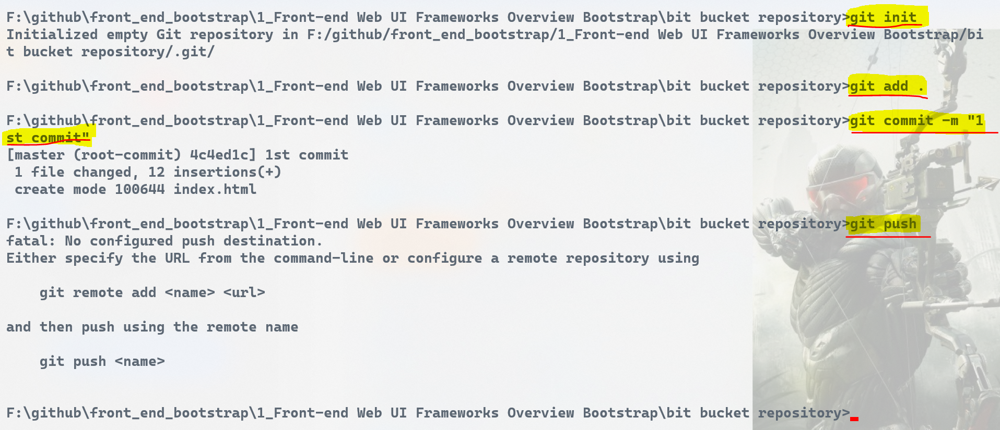 F:\github\front_end_bootstrap\1_Front-end Web UI Frameworks Overview Bootstrap\bit bucket repository>git init
Initialized empty Git repository in F:/github/front_end_bootstrap/1_Front-end Web UI Frameworks Overview Bootstrap/bi
t bucket repository/.git/
F:\github\front_end_bootstrap\1_Front-end Web UI Frameworks Overview Bootstrap\bit bucket repository>git add .
F:\github\front_end_bootstrap\1_Front-end Web UI Frameworks Overview Bootstrap\bit bucket repository>git commit -m "1
st commit"
[master (root-commit) 4c4ed1c] 1st commit
 1 file changed, 12 insertions(+)
 create mode 100644 index.html
F:\github\front_end_bootstrap\1_Front-end Web UI Frameworks Overview Bootstrap\bit bucket repository>git push
fatal: No configured push destination.
Either specify the URL from the command-line or configure a remote repository using
    git remote add <name> <url>
and then push using the remote name
    git push <name>
F:\github\front_end_bootstrap\1_Front-end Web UI Frameworks Overview Bootstrap\bit bucket repository>